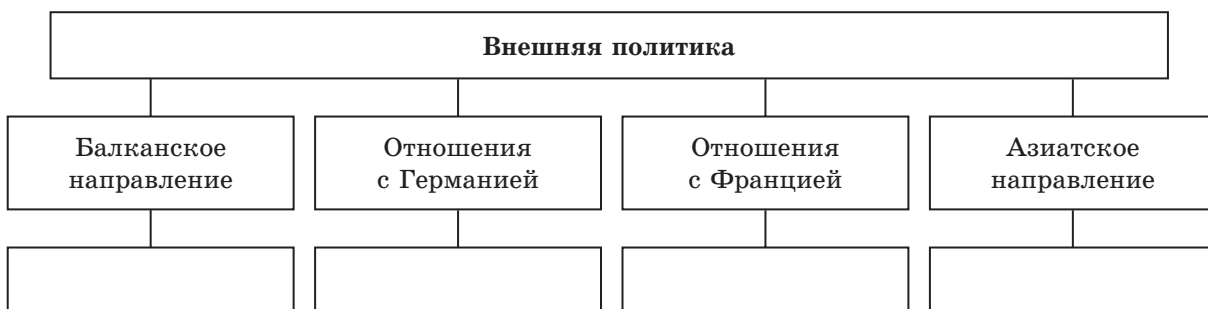 Внешняя политика
Балканское
направление
Отношения
с Германией
Отношения
с Францией
Азиатское
направление